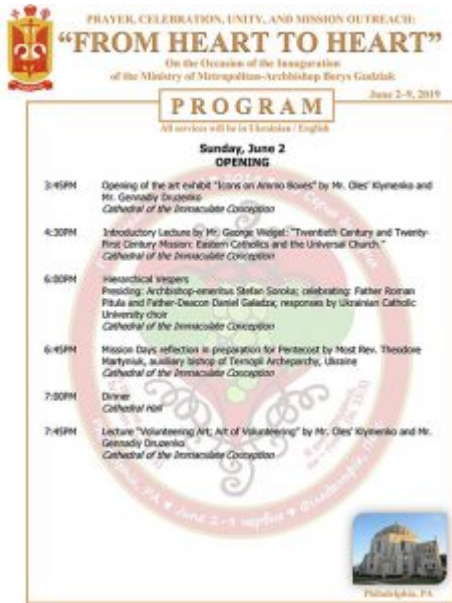 PRAYER, CELEBRATION, UNITY, AND MISSION OUTREACH:
“FROM HEART TO HEART”
On the Occasion of the Inauguration
of the Ministry of Metropolitan-Archbishop Borys Gudziak
June 2-9, 2019
PROGRAM
All services will be in Ukrainian / English
Sunday, June 2
OPENING
3:45PM Opening of the art exhibit "Icons on Ammo Boxes" by Mr. Oles' Klymenko and
Mr. Gennadiy Druzenko
Cathedral of the Immaculate Conception
4:30PM Introductory Lecture by Mr. George Weigel: "Twentieth Century and Twenty-
First Century Mission: Eastern Catholics and the Universal Church."
Cathedral of the Immaculate Conception
6:00PM Hierarchical Vespers
Presiding: Archbishop-emeritus Stefan Soroka; celebrating: Father Roman
Pitula and Father-Deacon Daniel Galadza; responses by Ukrainian Catholic
University choir
Cathedral of the Immaculate Conception
6:45PM Mission Days reflection in preparation for Pentecost by Most Rev. Theodore
Martyniuk, auxiliary bishop of Ternopil Archeparchy, Ukraine
Cathedral of the Immaculate Conception
7:00PM Dinner
Cathedral Hall
7:45PM Lecture "Volunteering Art; Art of Volunteering" by Mr. Oles' Klymenko and Mr.
Gennadiy Druzenko
Cathedral of the Immaculate Conception
Philadelphia, PA